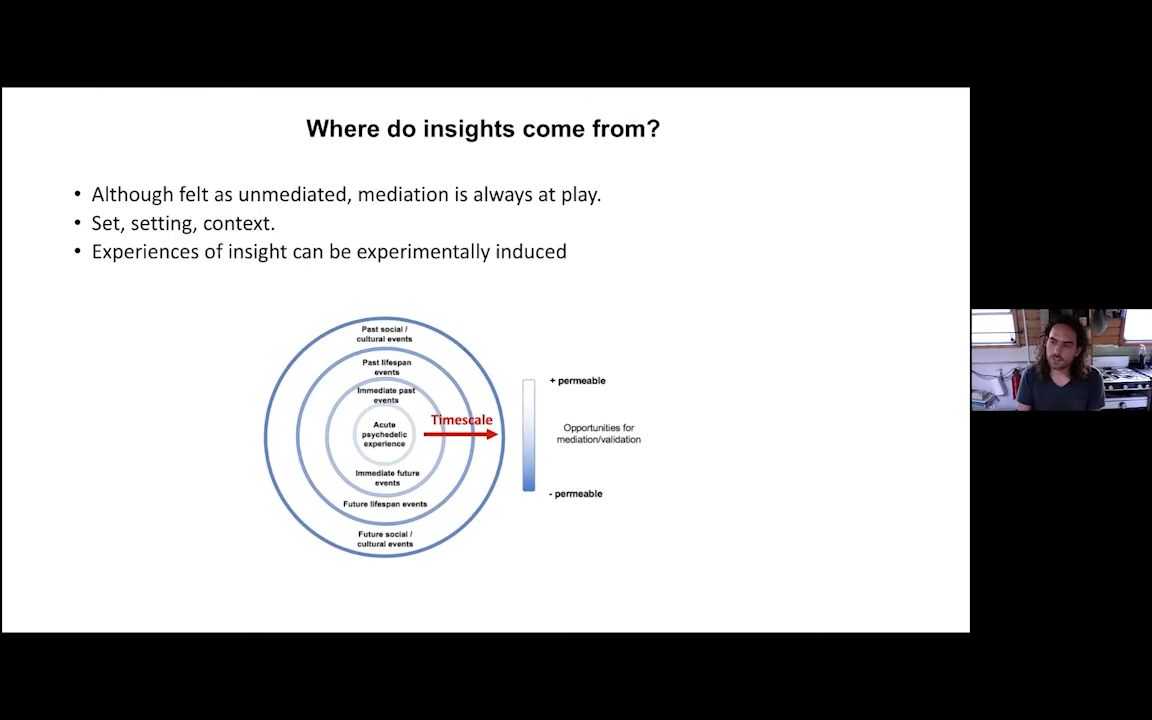 Where do insights come from?
• Although felt as unmediated, mediation is always at play.
• Set, setting, context.
• Experiences of insight can be experimentally induced
Past social /
cultural events
Past lifespan
events
Immediate past
events
Acute
psychedelic
experience
Timescale
Immediate future
events
Future lifespan events
Future social /
cultural events
+ permeable
Opportunities for
mediation/validation
- permeable